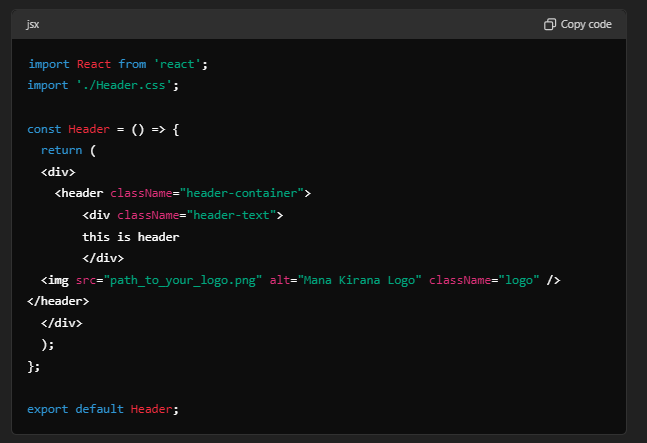 jsx
Copy code
import React from 'react';
import './Header.css';
const Header = () => {
return (
<div>
<header className="header-container">
<div className="header-text">
this is header
</div>
<img src="path_to_your_logo.png" alt="Mana Kirana Logo" className="logo" />
</header>
</div>
);
};
export default Header;